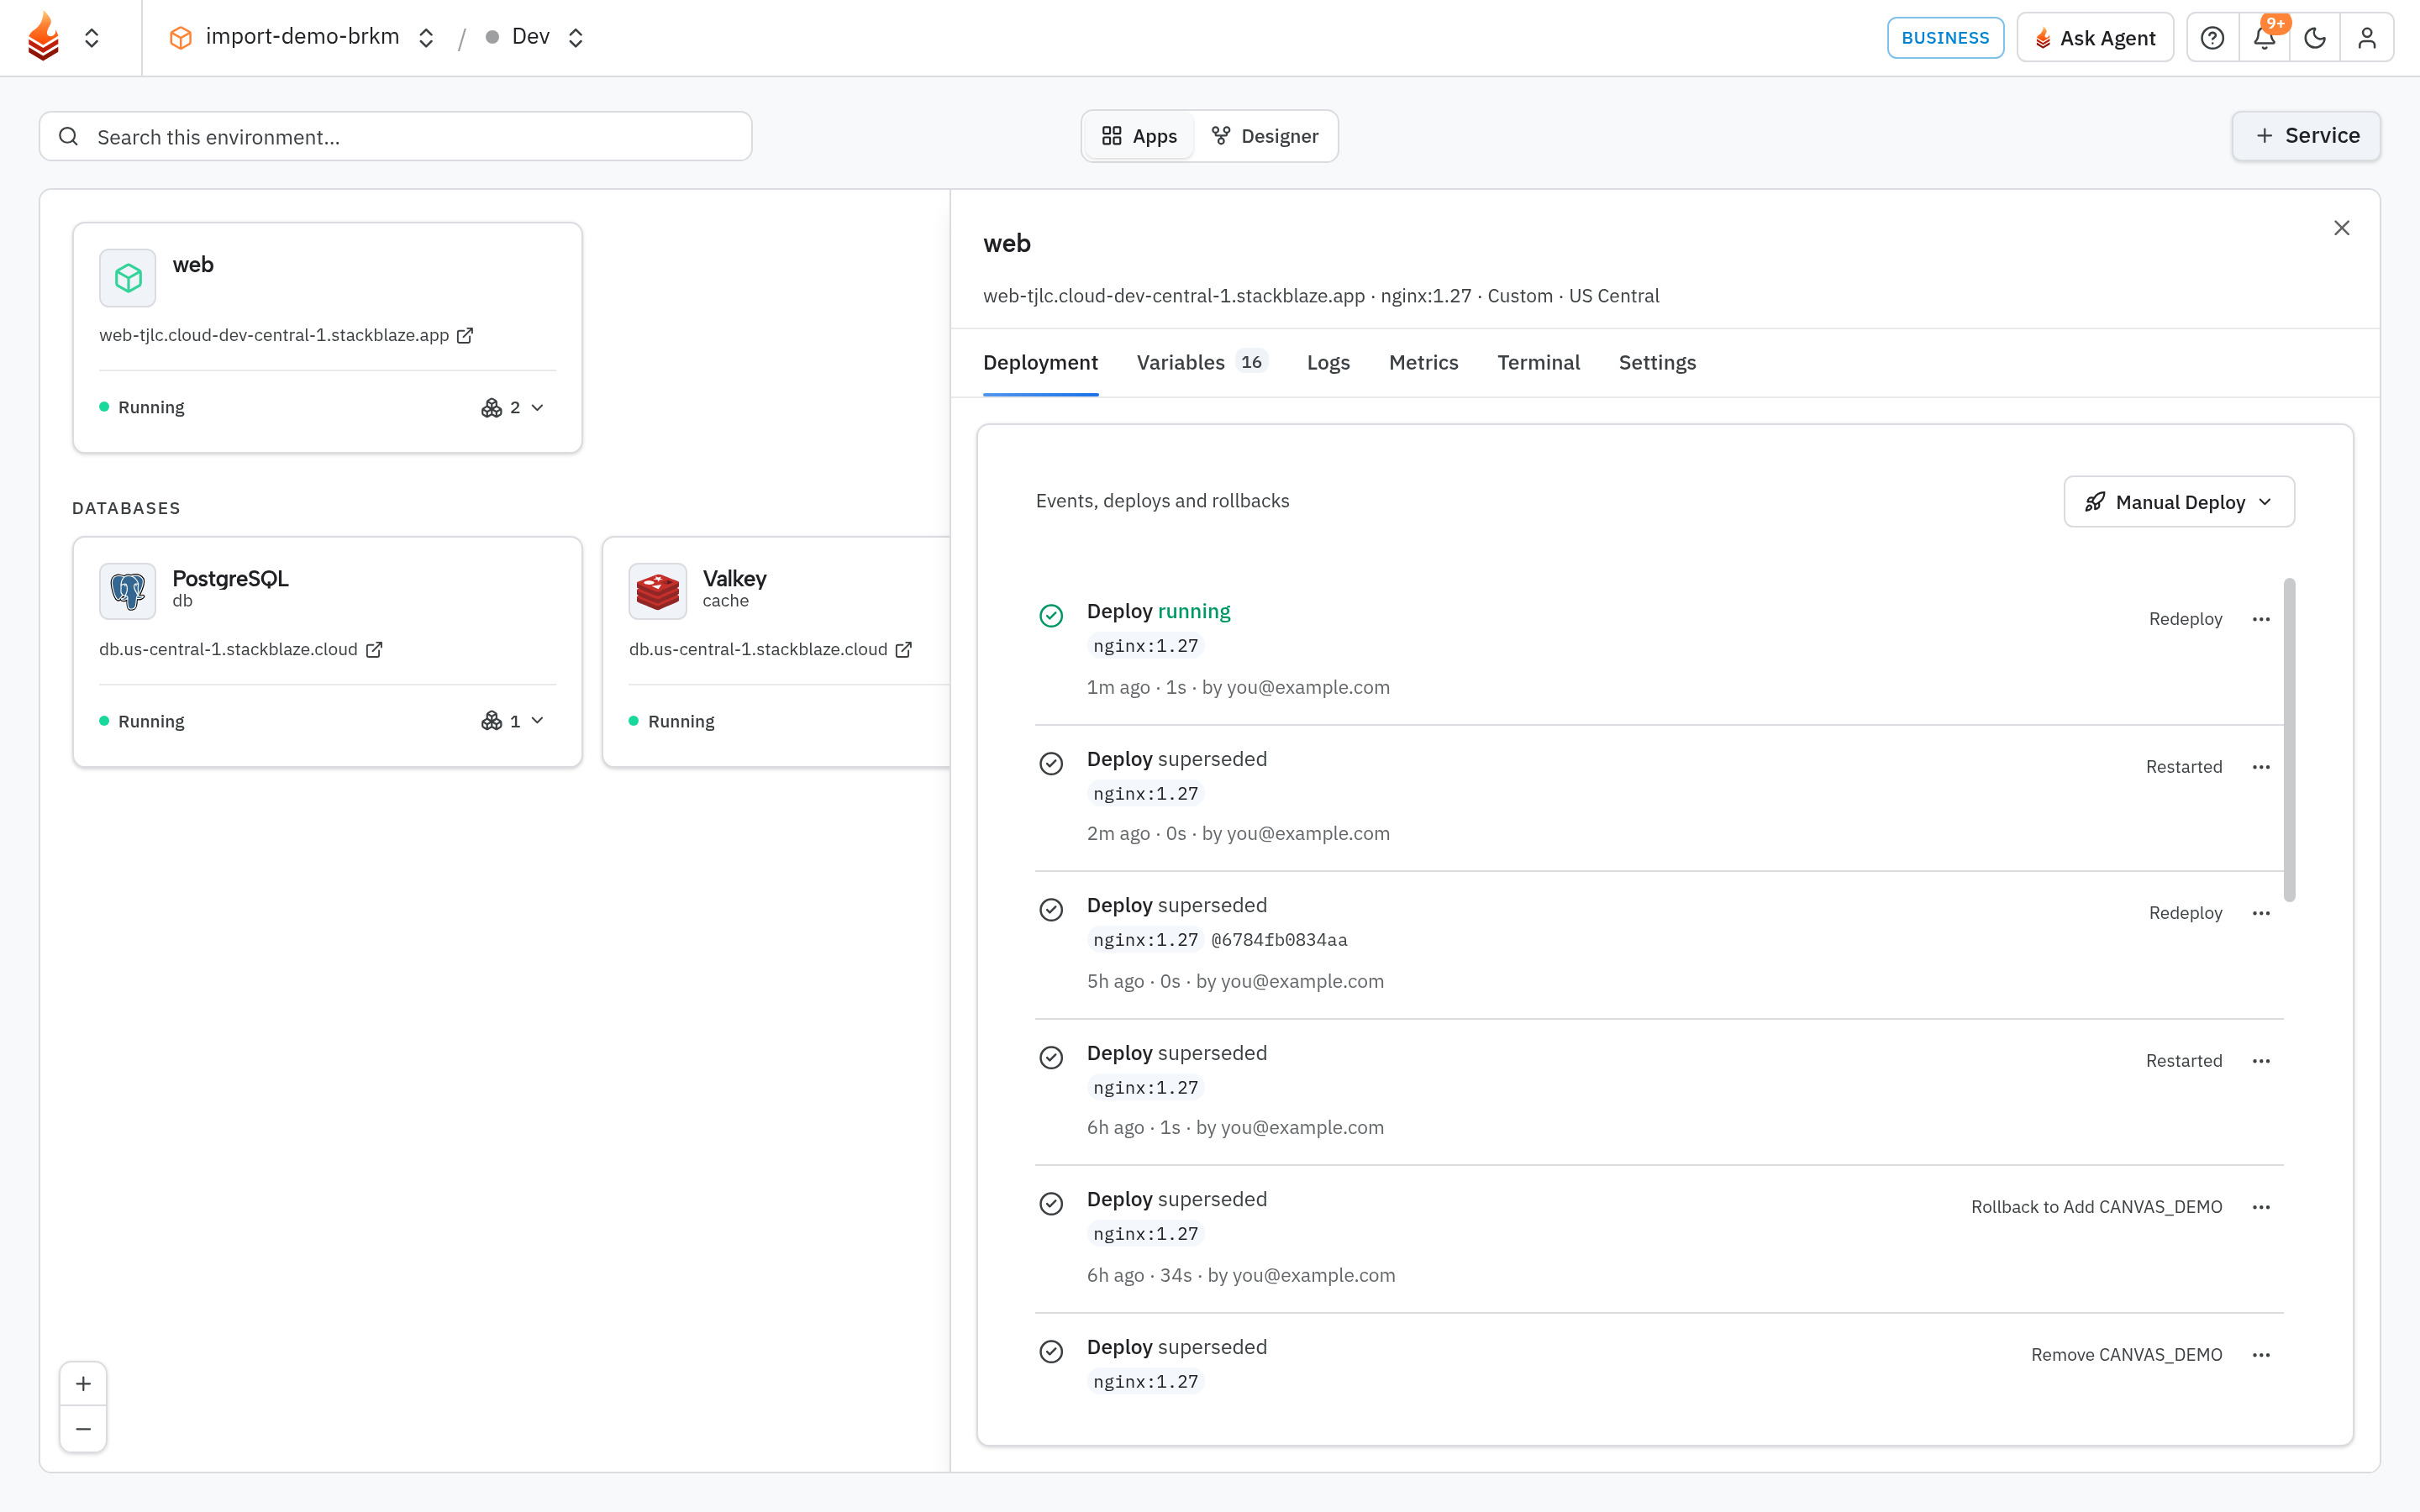 import-demo-brkm / Dev
BUSINESS
Ask Agent
9+
Search this environment...
Apps
Designer
+ Service
web
web-tjlc.cloud-dev-central-1.stackblaze.app
Running
2
DATABASES
PostgreSQL
db
db.us-central-1.stackblaze.cloud
Running
1
Valkey
cache
db.us-central-1.stackblaze.cloud
Running
web
web-tjlc.cloud-dev-central-1.stackblaze.app · nginx:1.27 · Custom · US Central
Deployment
Variables 16
Logs
Metrics
Terminal
Settings
Events, deploys and rollbacks
Manual Deploy
Deploy running
Redeploy
nginx:1.27
1m ago · 1s · by you@example.com
Deploy superseded
Restarted
nginx:1.27
2m ago · 0s · by you@example.com
Deploy superseded
Redeploy
nginx:1.27 @6784fb0834aa
5h ago · 0s · by you@example.com
Deploy superseded
Restarted
nginx:1.27
6h ago · 1s · by you@example.com
Deploy superseded
Rollback to Add CANVAS_DEMO
nginx:1.27
6h ago · 34s · by you@example.com
Deploy superseded
Remove CANVAS_DEMO
nginx:1.27